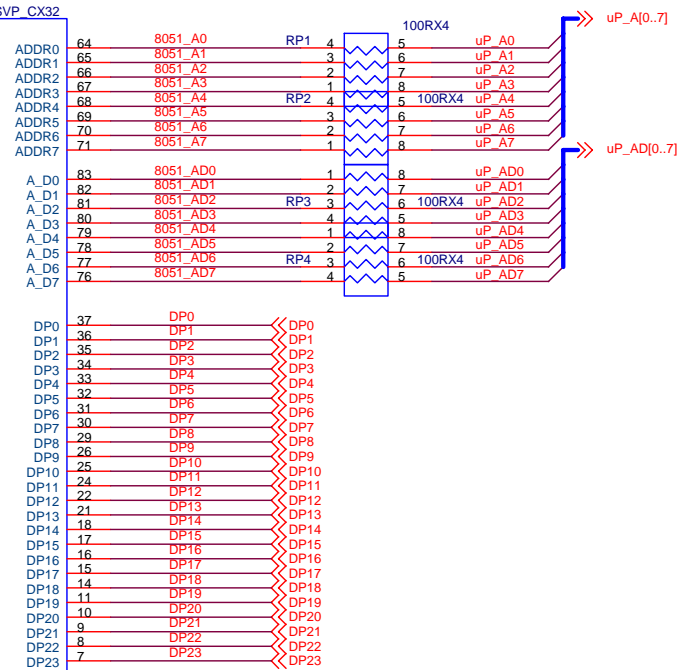 SVP_CX32
100RX4
uP_A[0..7]
ADDR0 64 8051_A0 RP1 4 5 uP_A0
ADDR1 65 8051_A1 3 6 uP_A1
ADDR2 66 8051_A2 2 7 uP_A2
ADDR3 67 8051_A3 1 8 uP_A3
ADDR4 68 8051_A4 RP2 4 5 100RX4 uP_A4
ADDR5 69 8051_A5 3 6 uP_A5
ADDR6 70 8051_A6 2 7 uP_A6
ADDR7 71 8051_A7 1 8 uP_A7
uP_AD[0..7]
A_D0 83 8051_AD0 1 8 uP_AD0
A_D1 82 8051_AD1 2 7 uP_AD1
A_D2 81 8051_AD2 RP3 3 6 100RX4 uP_AD2
A_D3 80 8051_AD3 4 5 uP_AD3
A_D4 79 8051_AD4 1 8 uP_AD4
A_D5 78 8051_AD5 2 7 uP_AD5
A_D6 77 8051_AD6 RP4 3 6 100RX4 uP_AD6
A_D7 76 8051_AD7 4 5 uP_AD7
DP0 37 DP0 DP0
DP1 36 DP1 DP1
DP2 35 DP2 DP2
DP3 34 DP3 DP3
DP4 33 DP4 DP4
DP5 32 DP5 DP5
DP6 31 DP6 DP6
DP7 30 DP7 DP7
DP8 29 DP8 DP8
DP9 26 DP9 DP9
DP10 25 DP10 DP10
DP11 24 DP11 DP11
DP12 22 DP12 DP12
DP13 21 DP13 DP13
DP14 18 DP14 DP14
DP15 17 DP15 DP15
DP16 16 DP16 DP16
DP17 15 DP17 DP17
DP18 14 DP18 DP18
DP19 11 DP19 DP19
DP20 10 DP20 DP20
DP21 9 DP21 DP21
DP22 8 DP22 DP22
DP23 7 DP23 DP23